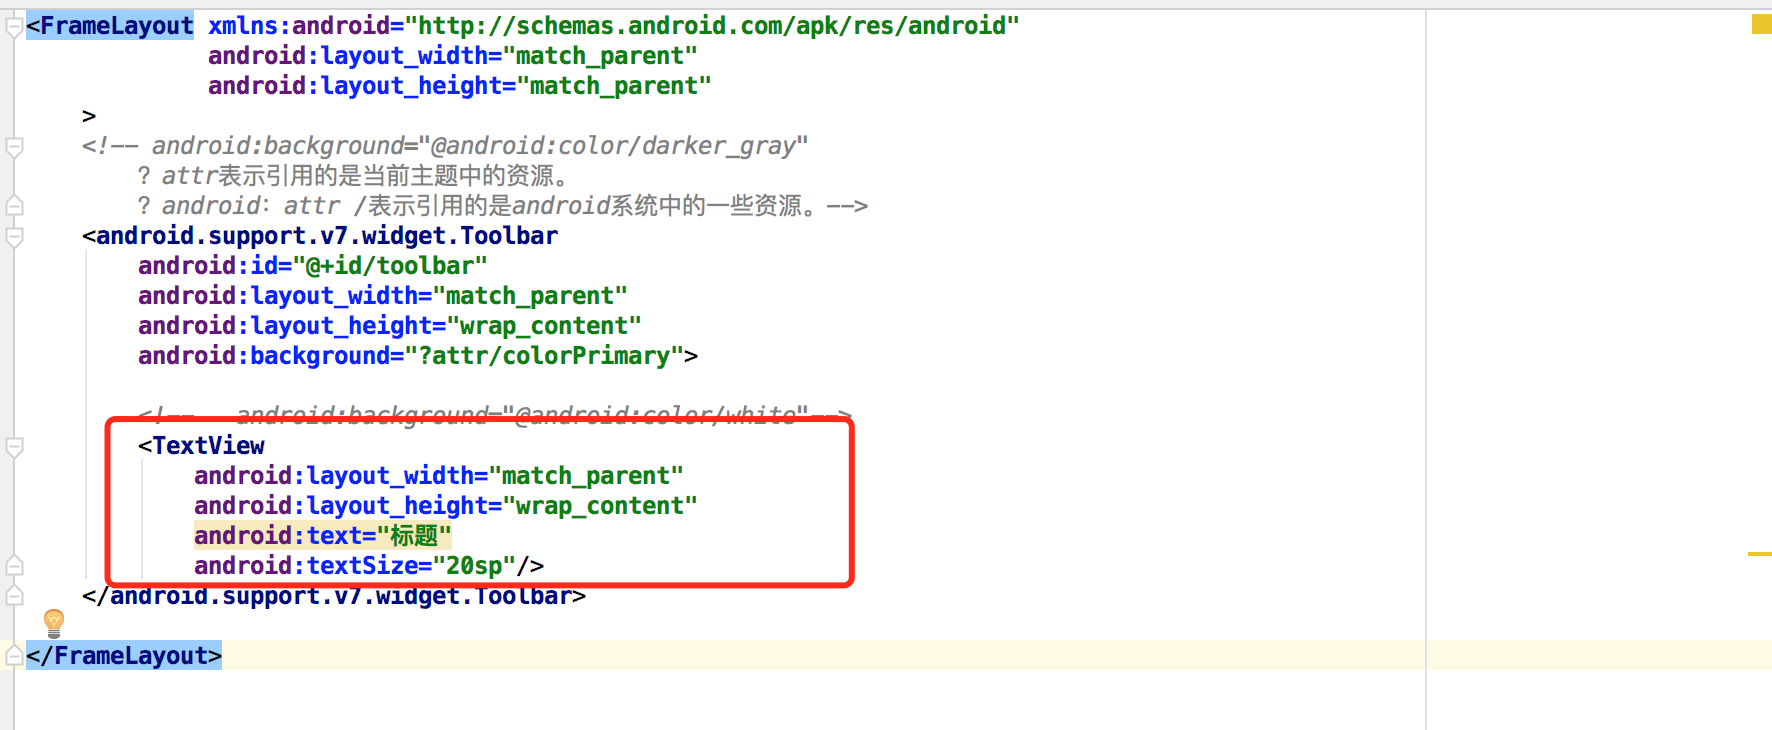 <FrameLayout xmlns:android="http://schemas.android.com/apk/res/android"
android:layout_width="match_parent"
android:layout_height="match_parent"
>
<!-- android:background="@android:color/darker_gray"
? attr表示引用的是当前主题中的资源。
? android：attr /表示引用的是android系统中的一些资源。-->
<android.support.v7.widget.Toolbar
android:id="@+id/toolbar"
android:layout_width="match_parent"
android:layout_height="wrap_content"
android:background="?attr/colorPrimary">
<!-- android:background="@android:color/white"-->
<TextView
android:layout_width="match_parent"
android:layout_height="wrap_content"
android:text="标题"
android:textSize="20sp"/>
</android.support.v7.widget.Toolbar>
</FrameLayout>